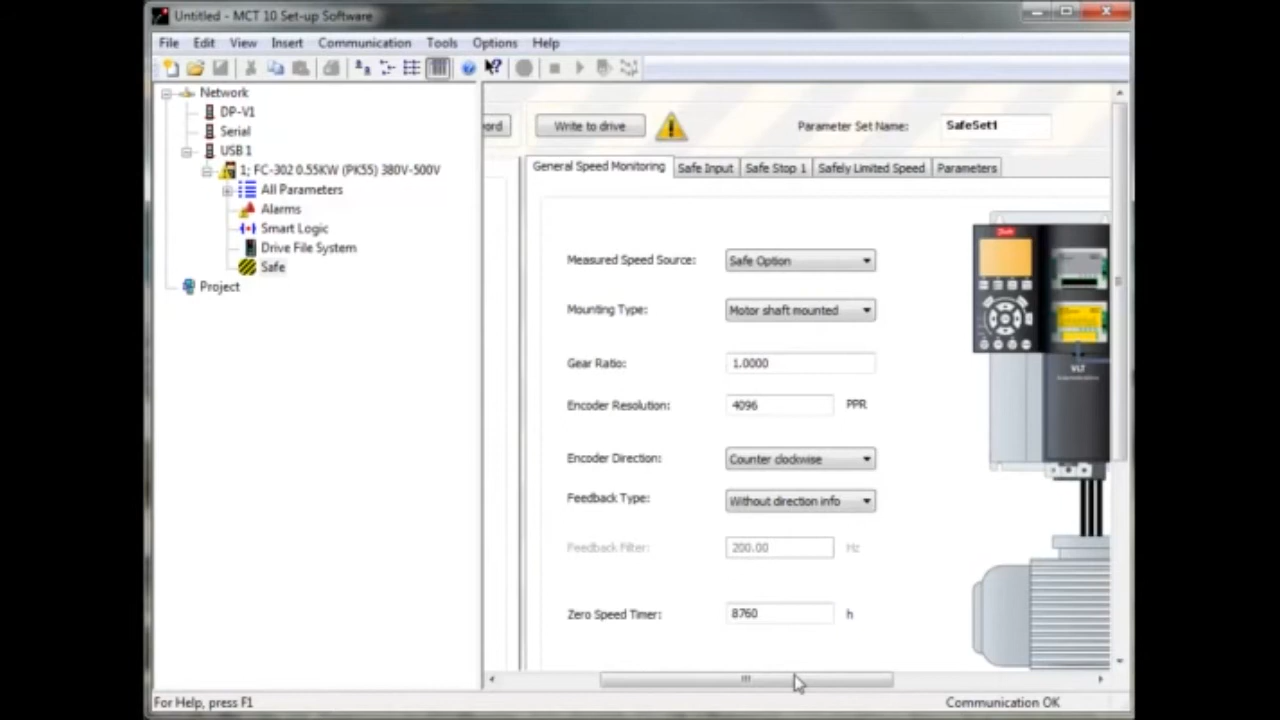 Untitled - MCT 10 Set-up Software
File Edit View Insert Communication Tools Options Help
Network
DP-V1
Serial
USB 1
1; FC-302 0.55KW (PK55) 380V-500V
All Parameters
Alarms
Smart Logic
Drive File System
Safe
Project
ord Write to drive Parameter Set Name: SafeSet1
General Speed Monitoring Safe Input Safe Stop 1 Safely Limited Speed Parameters
Measured Speed Source: Safe Option
Mounting Type: Motor shaft mounted
Gear Ratio: 1.0000
Encoder Resolution: 4096 PPR
Encoder Direction: Counter clockwise
Feedback Type: Without direction info
Feedback Filter: 200.00 Hz
Zero Speed Timer: 8760 h
VLT
For Help, press F1 Communication OK